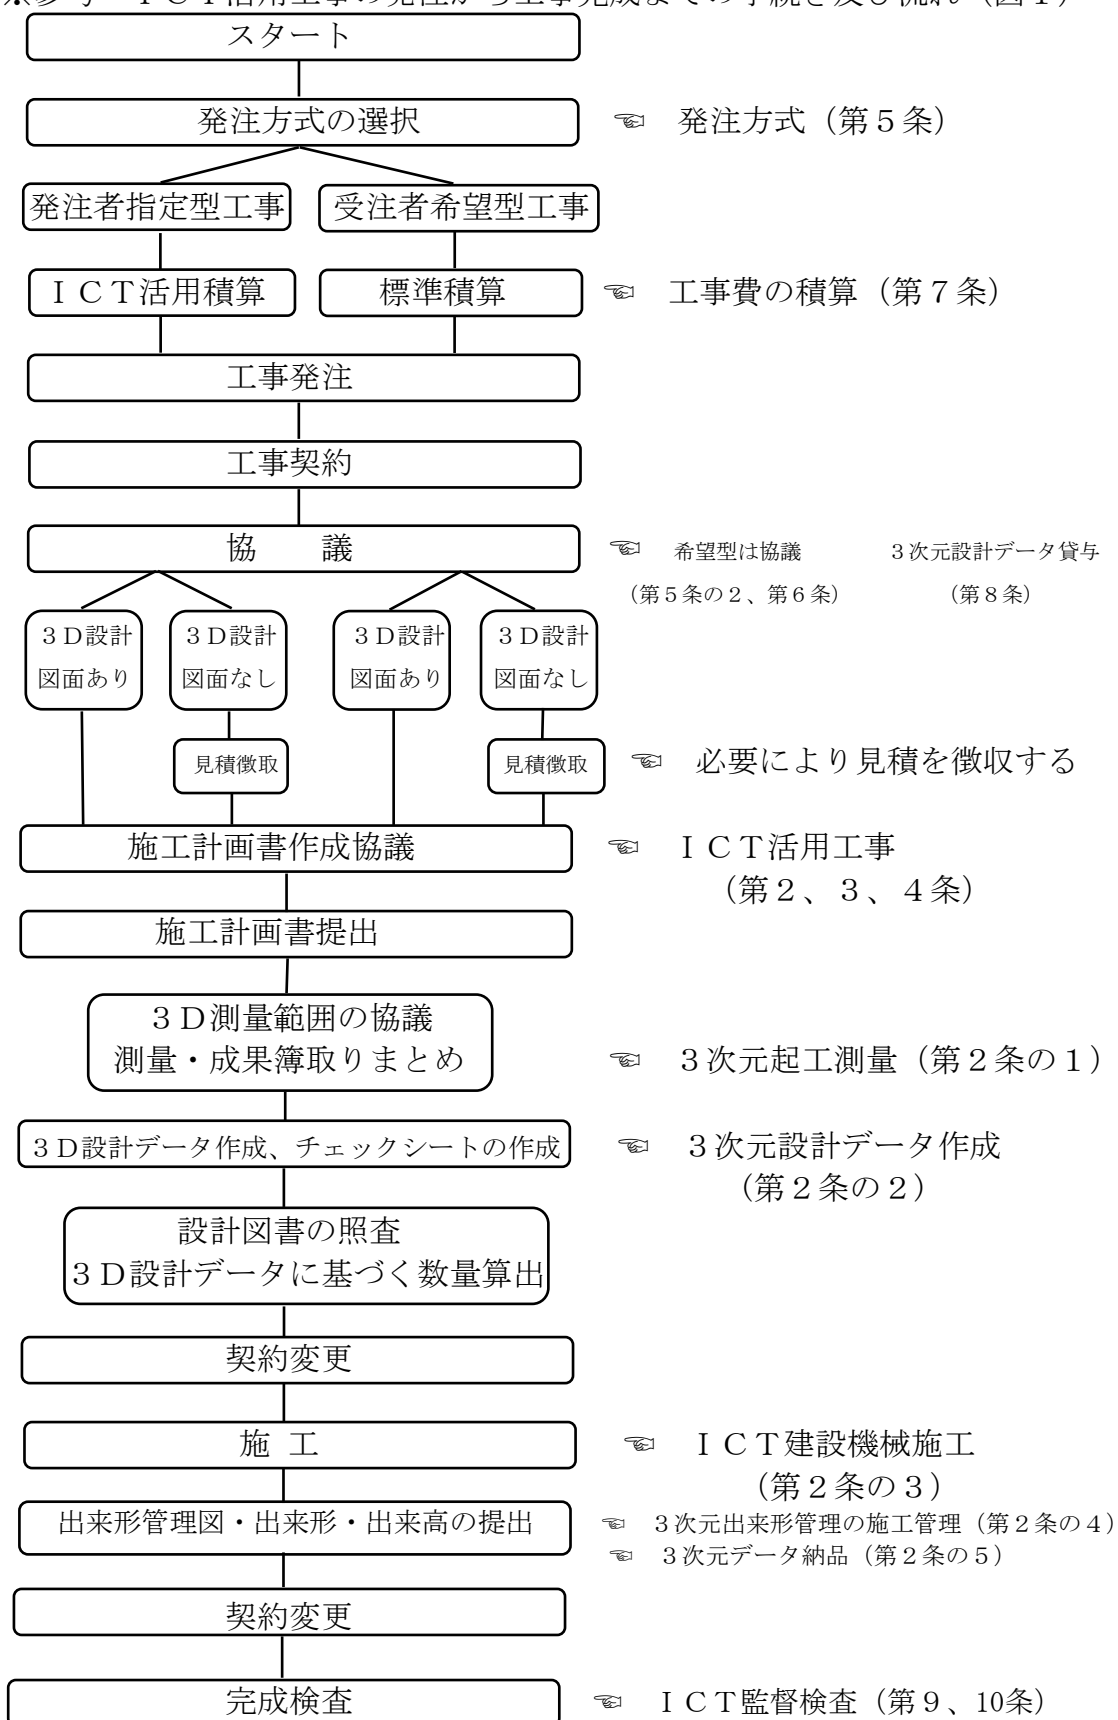 ※参考 ＩＣＴ活用工事の発注から工事完成までの手続き及び流れ（図１）
スタート
発注方式の選択 ☜ 発注方式（第５条）
発注者指定型工事 受注者希望型工事
ＩＣＴ活用積算 標準積算 ☜ 工事費の積算（第７条）
工事発注
工事契約
協　　議 ☜ 希望型は協議 ３次元設計データ貸与
（第５条の２、第６条） （第８条）
３Ｄ設計 ３Ｄ設計 ３Ｄ設計 ３Ｄ設計
図面あり 図面なし 図面あり 図面なし
見積徴取 見積徴取 ☜ 必要により見積を徴収する
施工計画書作成協議 ☜ ＩＣＴ活用工事
（第２、３、４条）
施工計画書提出
３Ｄ測量範囲の協議
測量・成果簿取りまとめ ☜ ３次元起工測量（第２条の１）
３Ｄ設計データ作成、チェックシートの作成 ☜ ３次元設計データ作成
（第２条の２）
設計図書の照査
３Ｄ設計データに基づく数量算出
契約変更
施 工 ☜ ＩＣＴ建設機械施工
（第２条の３）
出来形管理図・出来形・出来高の提出 ☜ ３次元出来形管理の施工管理（第２条の４）
☜ ３次元データ納品（第２条の５）
契約変更
完成検査 ☜ ＩＣＴ監督検査（第９、10条）